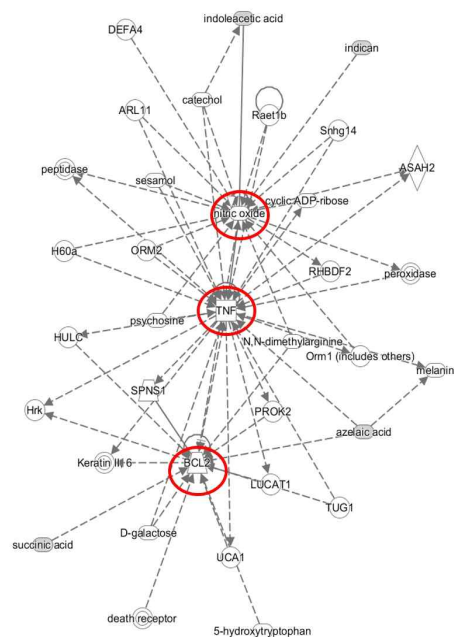 indoleacetic acid
DEFA4
indican
catechol
ARL11
Raet1b
Snhg14
peptidase
sesamol
ASAH2
cyclic ADP-ribose
nitric oxide
H60a
ORM2
RHBDF2
peroxidase
TNF
psychosine
HULC
N,N-dimethylarginine
Orm1 (includes others)
melanin
SPNS1
Hrk
PROK2
azelaic acid
Keratin II 6
BCL2
LUCAT1
TUG1
D-galactose
succinic acid
UCA1
death receptor
5-hydroxytryptophan